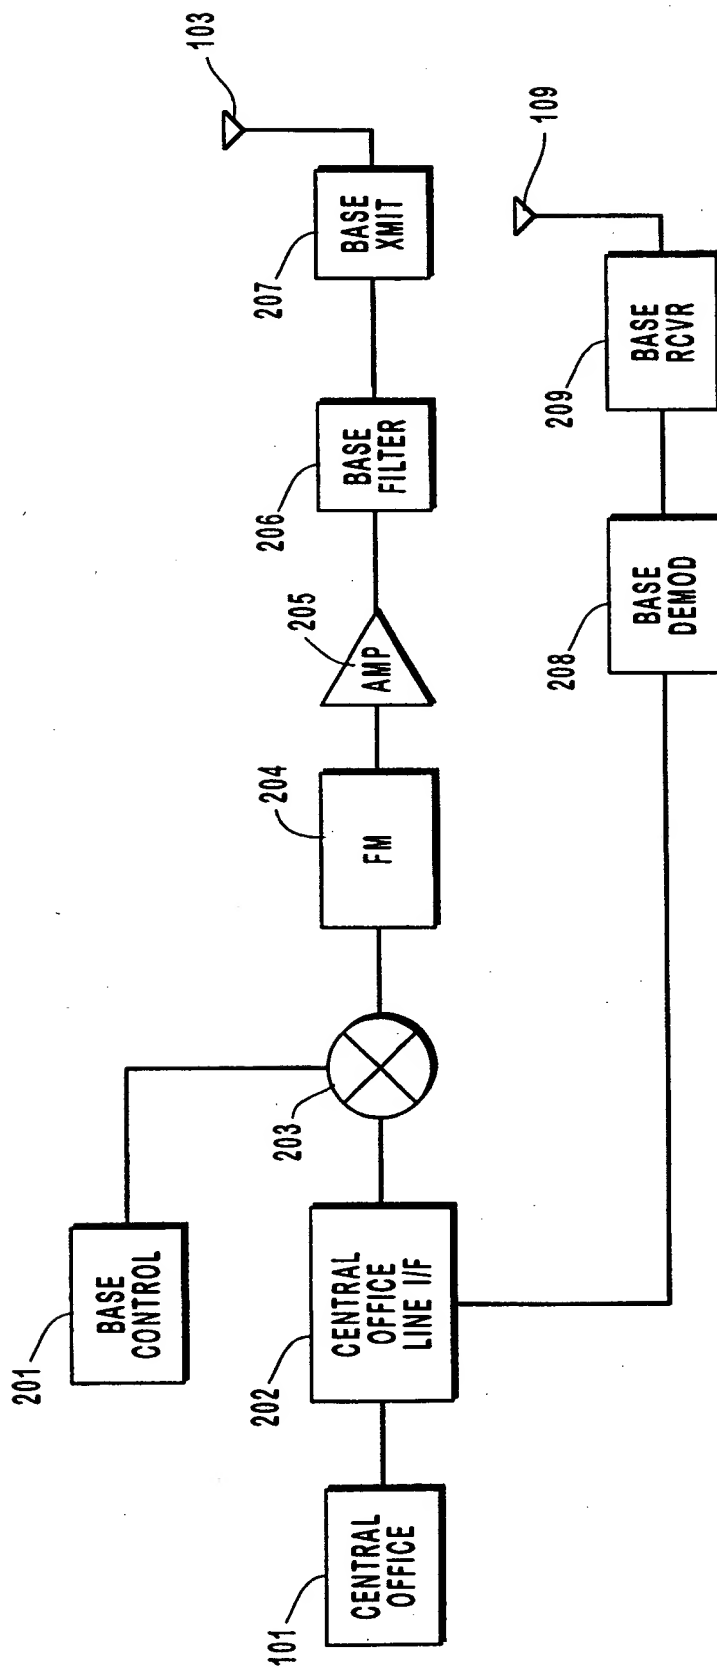 103
207
BASE
XMIT
109
206
BASE
FILTER
209
BASE
RCVR
205
AMP
208
BASE
DEMOD
204
FM
203
201
BASE
CONTROL
202
CENTRAL
OFFICE
LINE I/F
101
CENTRAL
OFFICE